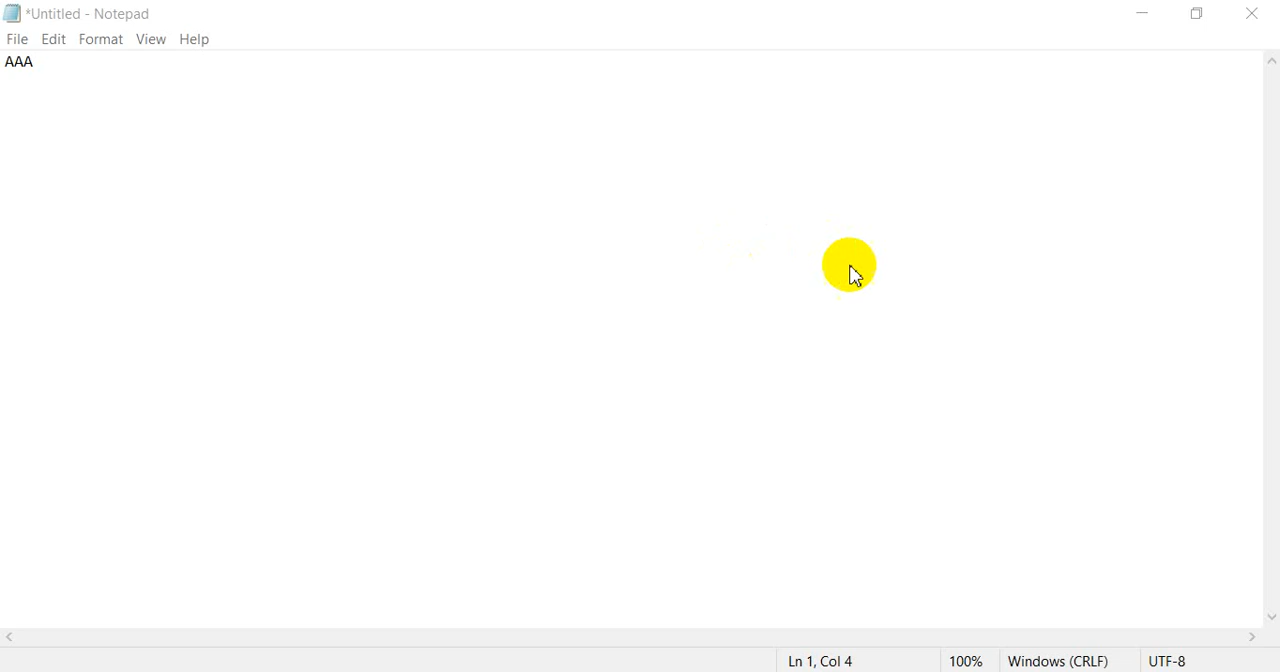 *Untitled - Notepad
File Edit Format View Help
AAA
Ln 1, Col 4 100% Windows (CRLF) UTF-8